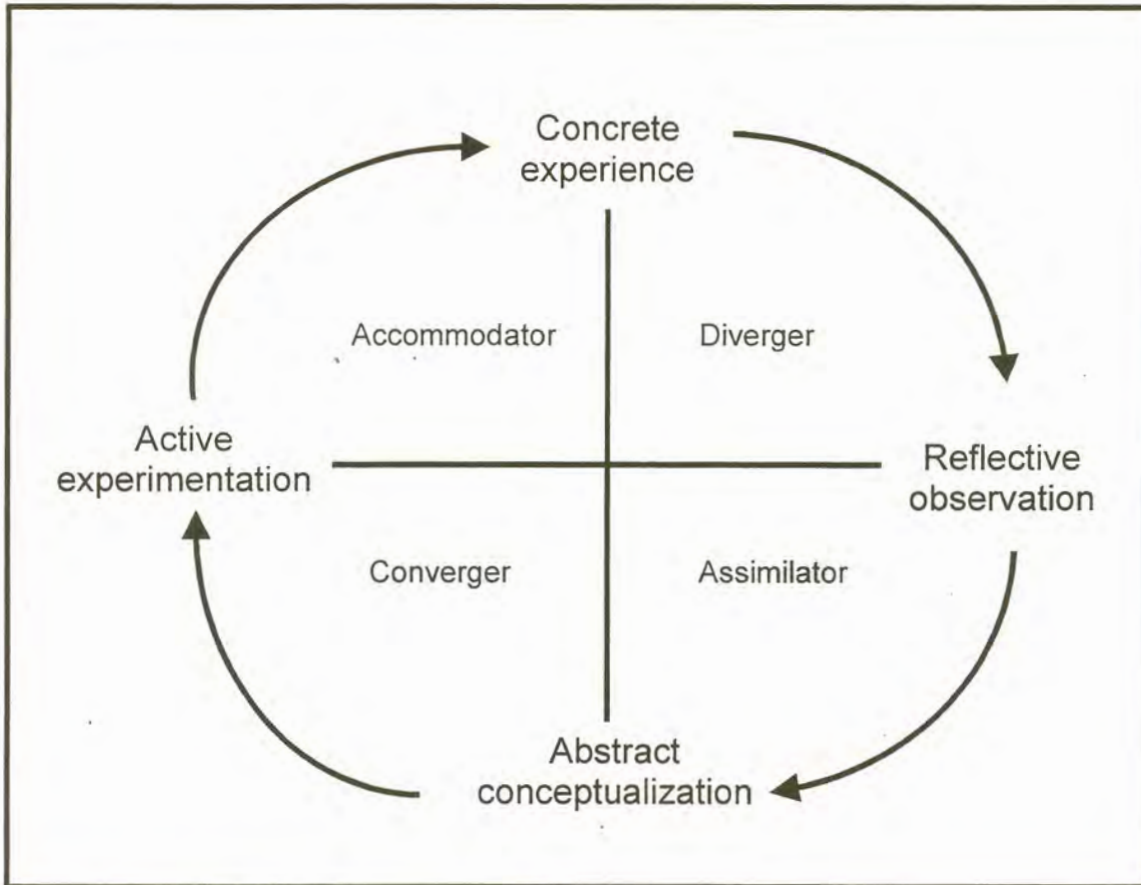 Concrete
experience
Accommodator
Diverger
Active
experimentation
Reflective
observation
Converger
Assimilator
Abstract
conceptualization